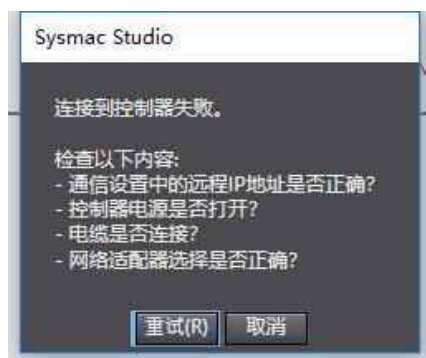 Sysmac Studio
连接到控制器失败。
检查以下内容:
- 通信设置中的远程IP地址是否正确?
- 控制器电源是否打开?
- 电缆是否连接?
- 网络适配器选择是否正确?
重试(R) 取消